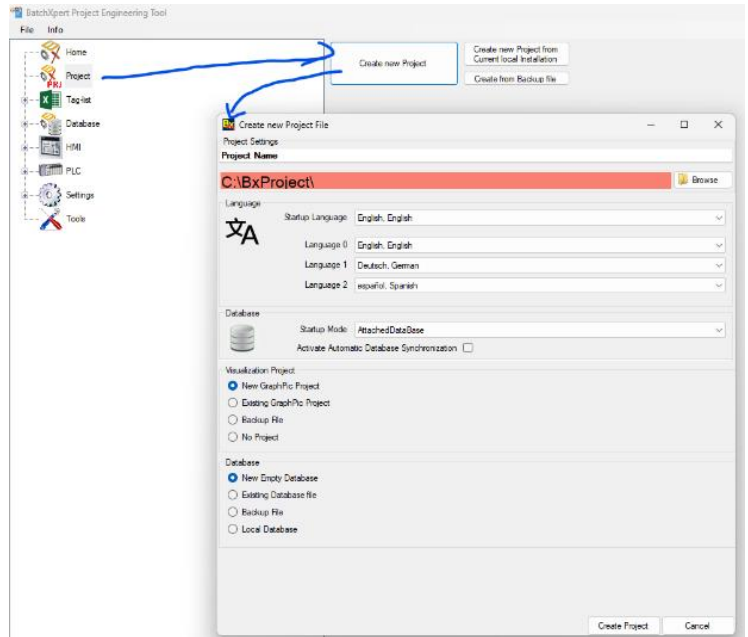 BatchXpert Project Engineering Tool
File Info
Home
Project
PRJ
Tag-list
Database
HMI
PLC
Settings
Tools
Create new Project
Create new Project from
Current local Installation
Create from Backup file
Bx Create new Project File
Project Settings
Project Name
C:\BxProject\
Browse
Language
文A
Startup Language English, English
Language 0 English, English
Language 1 Deutsch, German
Language 2 español, Spanish
Database
Startup Mode AttachedDataBase
Activate Automatic Database Synchronization
Visualization Project
New GraphPic Project
Existing GraphPic Project
Backup File
No Project
Database
New Empty Database
Existing Database file
Backup File
Local Database
Create Project Cancel